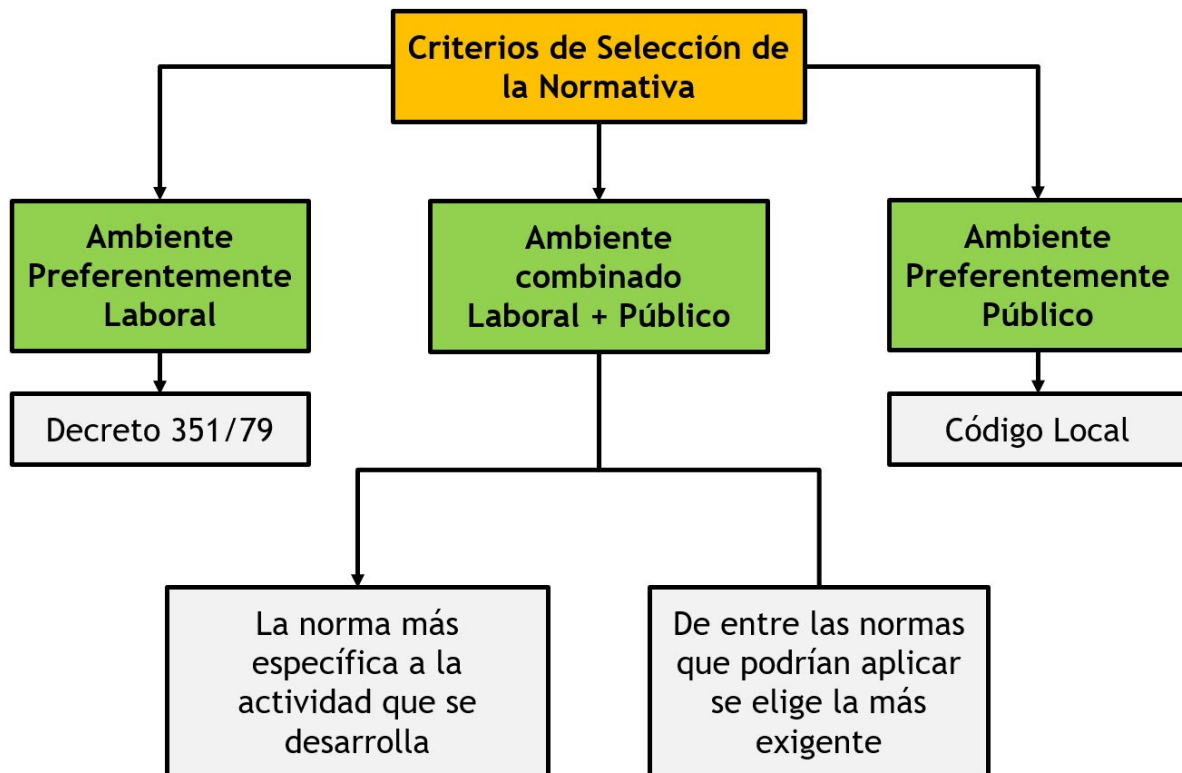 Criterios de Selección de
la Normativa
Ambiente
Preferentemente
Laboral
Ambiente
combinado
Laboral + Público
Ambiente
Preferentemente
Público
Decreto 351/79
Código Local
La norma más
específica a la
actividad que se
desarrolla
De entre las normas
que podrían aplicar
se elige la más
exigente